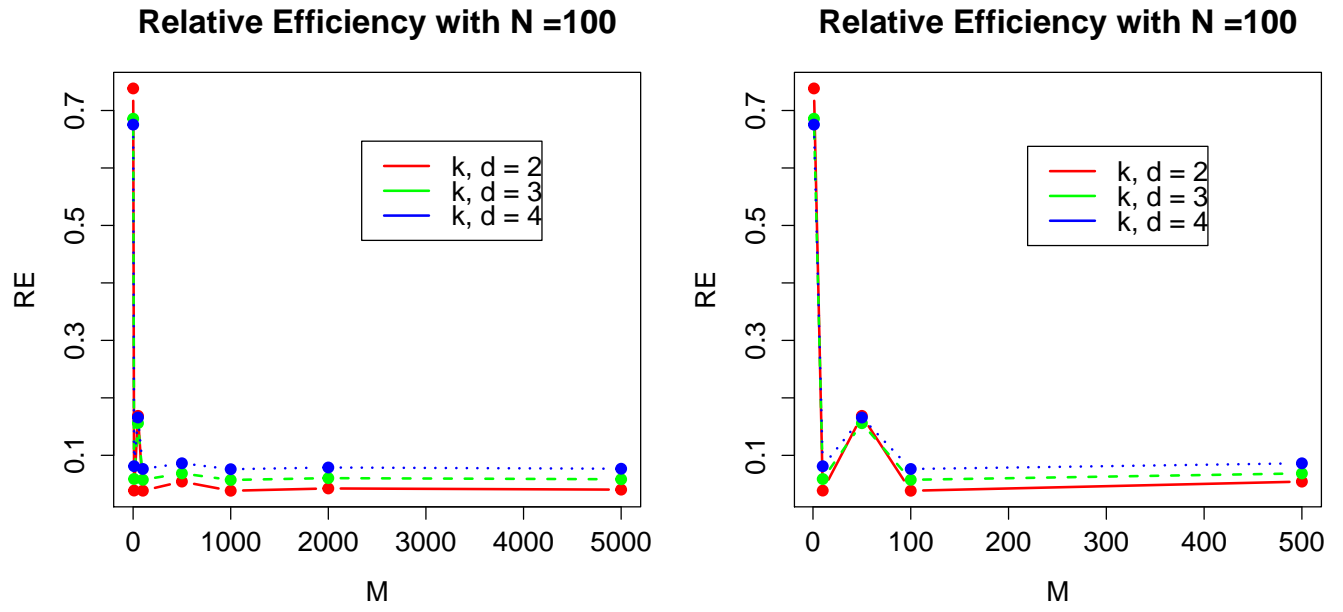 Relative Efficiency with N =100
RE
0.7
0.5
0.3
0.1
k, d = 2
k, d = 3
k, d = 4
0 1000 2000 3000 4000 5000
M
Relative Efficiency with N =100
RE
0.7
0.5
0.3
0.1
k, d = 2
k, d = 3
k, d = 4
0 100 200 300 400 500
M